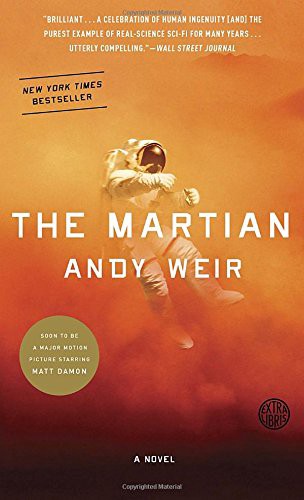 "BRILLIANT . . . A CELEBRATION OF HUMAN INGENUITY [AND] THE
PUREST EXAMPLE OF REAL-SCIENCE SCI-FI FOR MANY YEARS . . .
UTTERLY COMPELLING."—WALL STREET JOURNAL
NEW YORK TIMES
BESTSELLER
THE MARTIAN
ANDY WEIR
SOON TO BE
A MAJOR MOTION
PICTURE STARRING
MATT DAMON
EXTRA
LIBRIS
A NOVEL